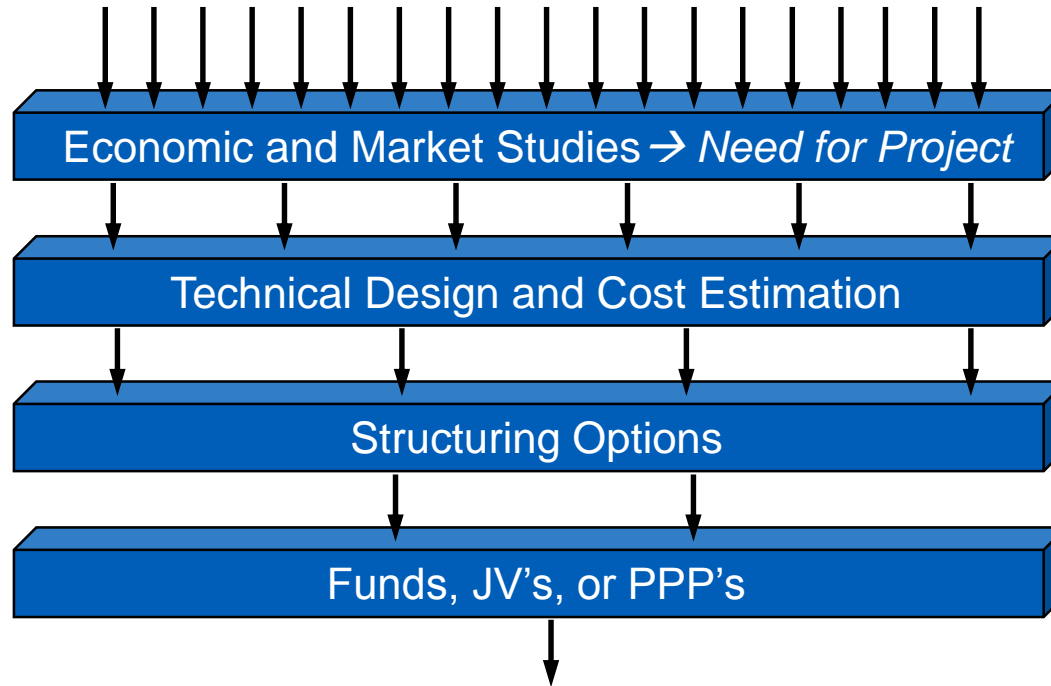 Economic and Market Studies → Need for Project
Technical Design and Cost Estimation
Structuring Options
Funds, JV’s, or PPP’s